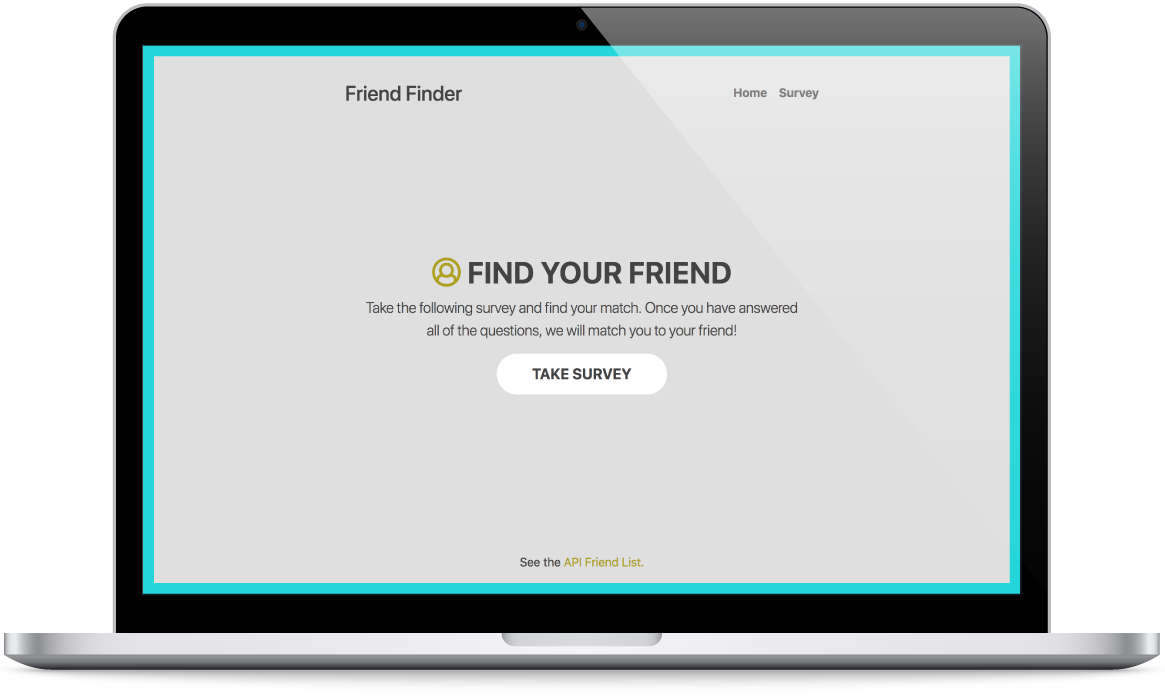 Friend Finder
Home Survey
FIND YOUR FRIEND
Take the following survey and find your match. Once you have answered
all of the questions, we will match you to your friend!
TAKE SURVEY
See the API Friend List.